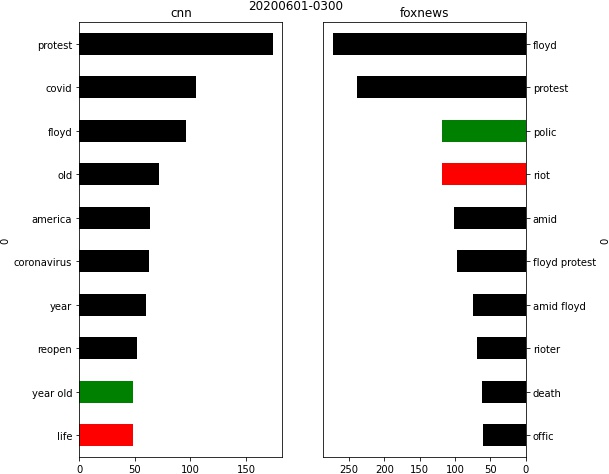 20200601-0300
cnn
foxnews
protest
covid
floyd
old
america
coronavirus
year
reopen
year old
life
0
0 50 100 150
floyd
protest
polic
riot
amid
floyd protest
amid floyd
rioter
death
offic
0
250 200 150 100 50 0